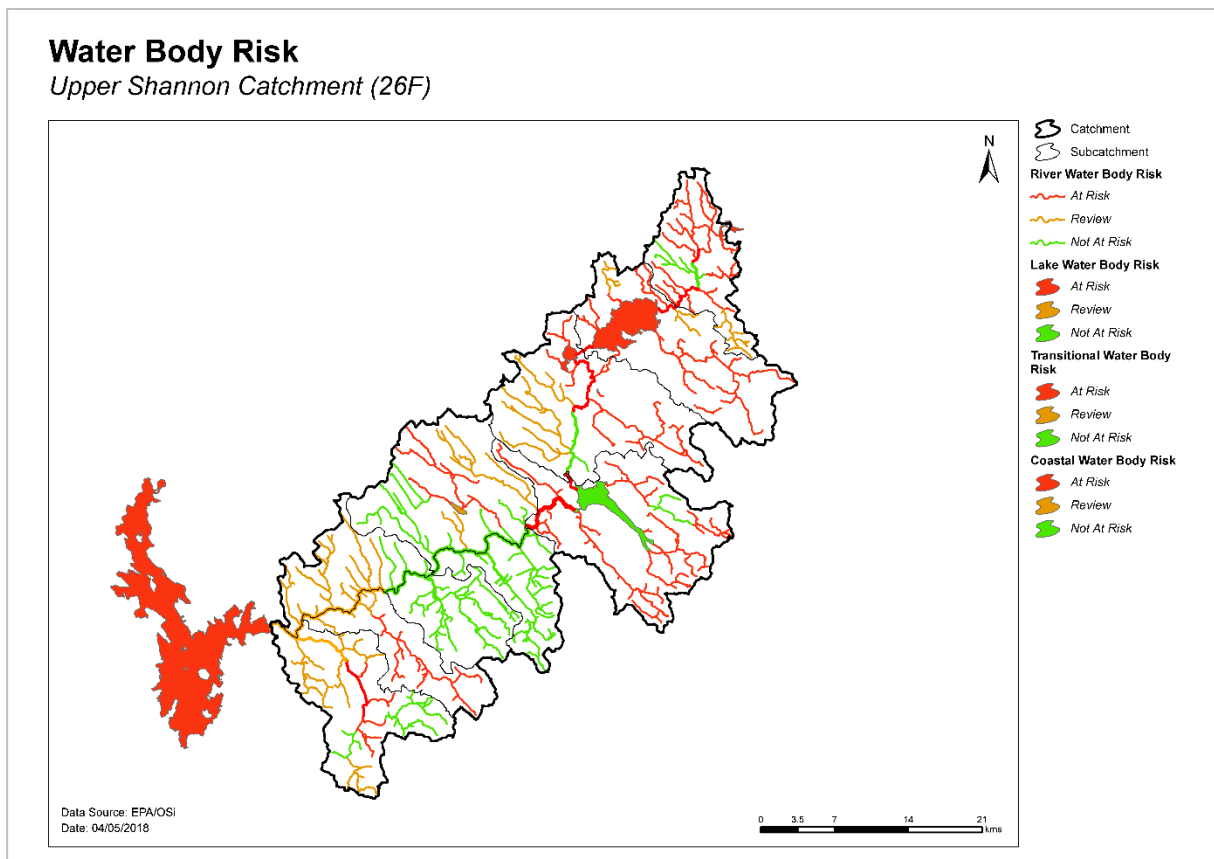 Water Body Risk
Upper Shannon Catchment (26F)
N
Catchment
Subcatchment
River Water Body Risk
At Risk
Review
Not At Risk
Lake Water Body Risk
At Risk
Review
Not At Risk
Transitional Water Body
Risk
At Risk
Review
Not At Risk
Coastal Water Body Risk
At Risk
Review
Not At Risk
Data Source: EPA/OSi
Date: 04/05/2018
0 3.5 7 14 21
kms